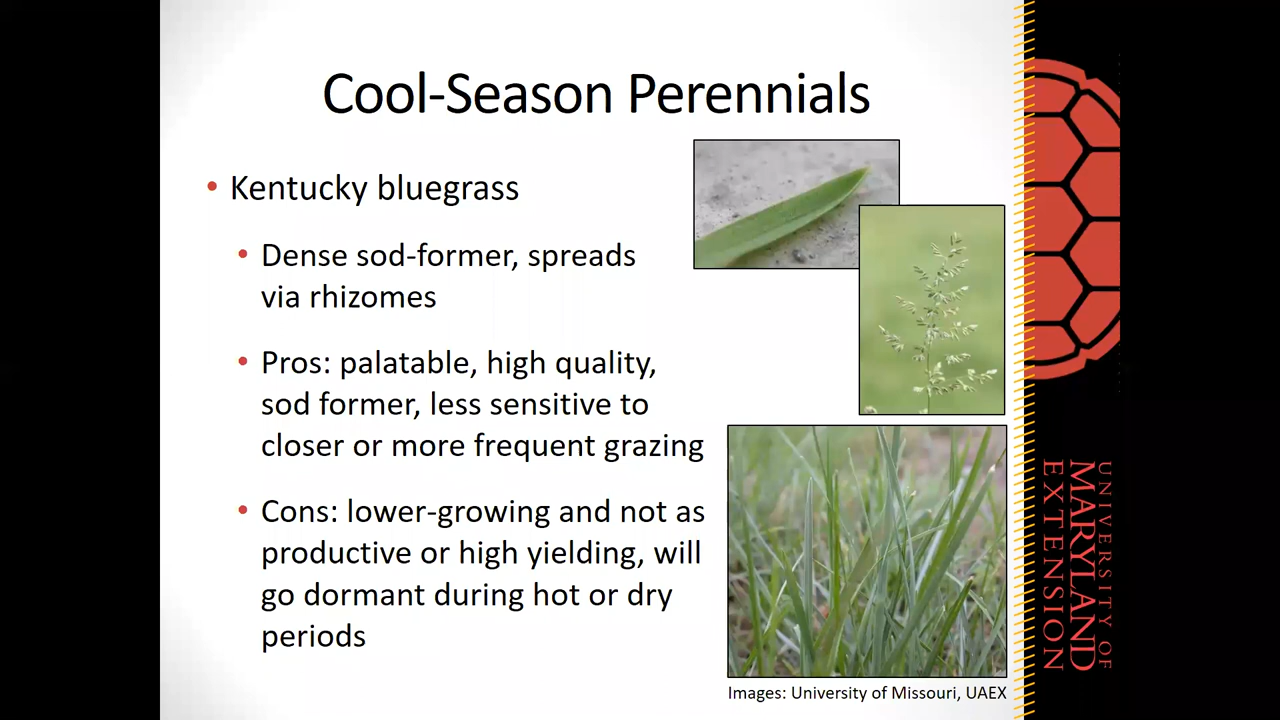 Cool-Season Perennials
• Kentucky bluegrass
• Dense sod-former, spreads
via rhizomes
• Pros: palatable, high quality,
sod former, less sensitive to
closer or more frequent grazing
• Cons: lower-growing and not as
productive or high yielding, will
go dormant during hot or dry
periods
Images: University of Missouri, UAEX
UNIVERSITY OF
MARYLAND
EXTENSION